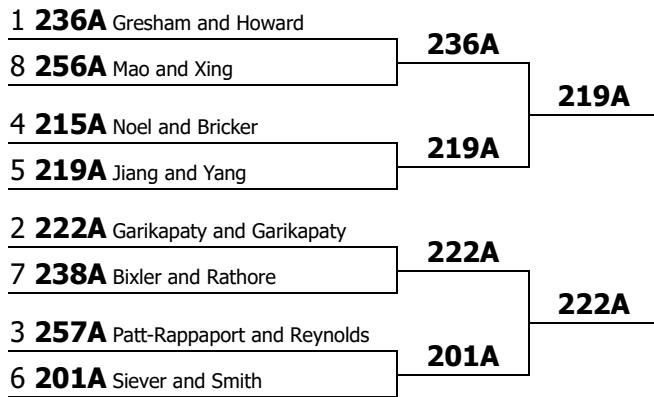 1 236A Gresham and Howard
236A
8 256A Mao and Xing
219A
4 215A Noel and Bricker
219A
5 219A Jiang and Yang
2 222A Garikapaty and Garikapaty
222A
7 238A Bixler and Rathore
222A
3 257A Patt-Rappaport and Reynolds
201A
6 201A Siever and Smith